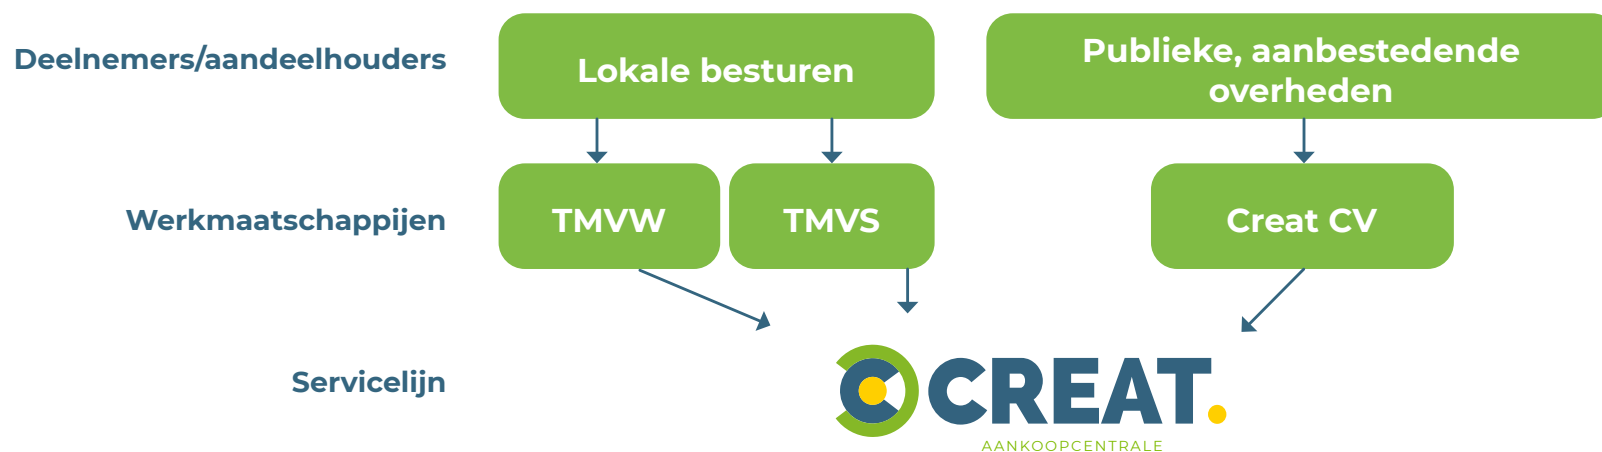 Deelnemers/aandeelhouders
Lokale besturen
Publieke, aanbestedende
overheden
Werkmaatschappijen
TMVW
TMVS
Creat CV
Servicelijn
CREAT.
AANKOOPCENTRALE